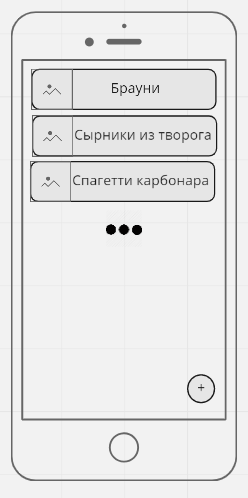 Брауни
Сырники из творога
Спагетти карбонара
+